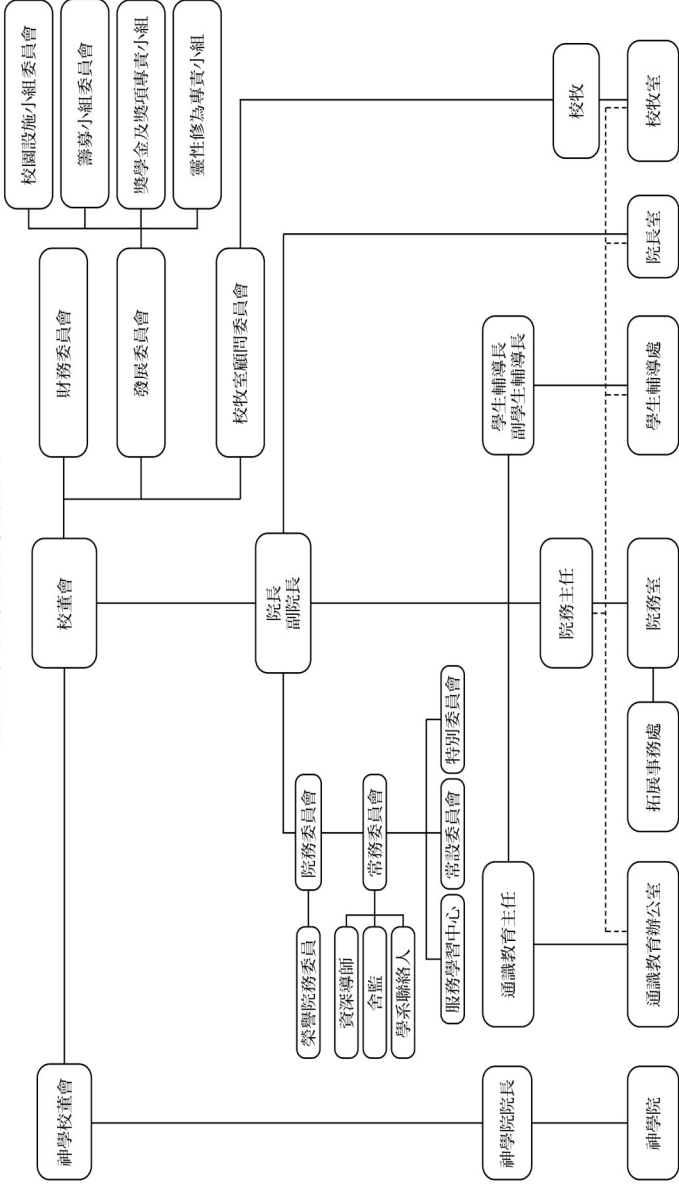 神學校董會
校董會
財務委員會
發展委員會
校牧室顧問委員會
校園設施小組委員會
籌募小組委員會
獎學金及獎項專責小組
靈性修為專責小組
院長
副院長
院務委員會
榮譽院務委員
常務委員會
資深導師
舍監
學系聯絡人
服務學習中心
常設委員會
特別委員會
神學院院長
通識教育主任
學生輔導長
副學生輔導長
院務主任
校牧
神學院
通識教育辦公室
拓展事務處
院務室
學生輔導處
院長室
校牧室